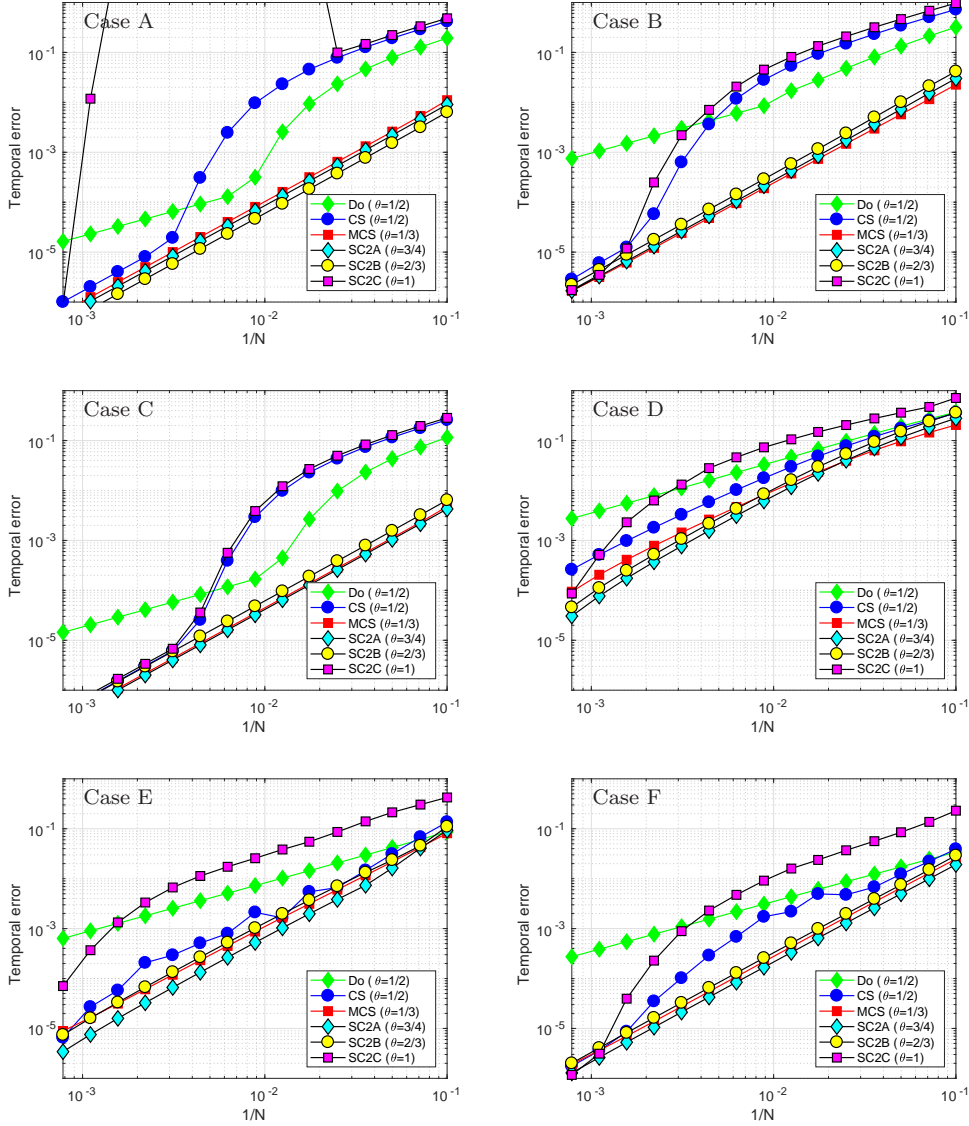 Case A
Temporal error
10⁻¹
10⁻³
10⁻⁵
10⁻³
10⁻²
10⁻¹
1/N
Do (θ=1/2)
CS (θ=1/2)
MCS (θ=1/3)
SC2A (θ=3/4)
SC2B (θ=2/3)
SC2C (θ=1)
Case B
Temporal error
10⁻¹
10⁻³
10⁻⁵
10⁻³
10⁻²
10⁻¹
1/N
Do (θ=1/2)
CS (θ=1/2)
MCS (θ=1/3)
SC2A (θ=3/4)
SC2B (θ=2/3)
SC2C (θ=1)
Case C
Temporal error
10⁻¹
10⁻³
10⁻⁵
10⁻³
10⁻²
10⁻¹
1/N
Do (θ=1/2)
CS (θ=1/2)
MCS (θ=1/3)
SC2A (θ=3/4)
SC2B (θ=2/3)
SC2C (θ=1)
Case D
Temporal error
10⁻¹
10⁻³
10⁻⁵
10⁻³
10⁻²
10⁻¹
1/N
Do (θ=1/2)
CS (θ=1/2)
MCS (θ=1/3)
SC2A (θ=3/4)
SC2B (θ=2/3)
SC2C (θ=1)
Case E
Temporal error
10⁻¹
10⁻³
10⁻⁵
10⁻³
10⁻²
10⁻¹
1/N
Do (θ=1/2)
CS (θ=1/2)
MCS (θ=1/3)
SC2A (θ=3/4)
SC2B (θ=2/3)
SC2C (θ=1)
Case F
Temporal error
10⁻¹
10⁻³
10⁻⁵
10⁻³
10⁻²
10⁻¹
1/N
Do (θ=1/2)
CS (θ=1/2)
MCS (θ=1/3)
SC2A (θ=3/4)
SC2B (θ=2/3)
SC2C (θ=1)